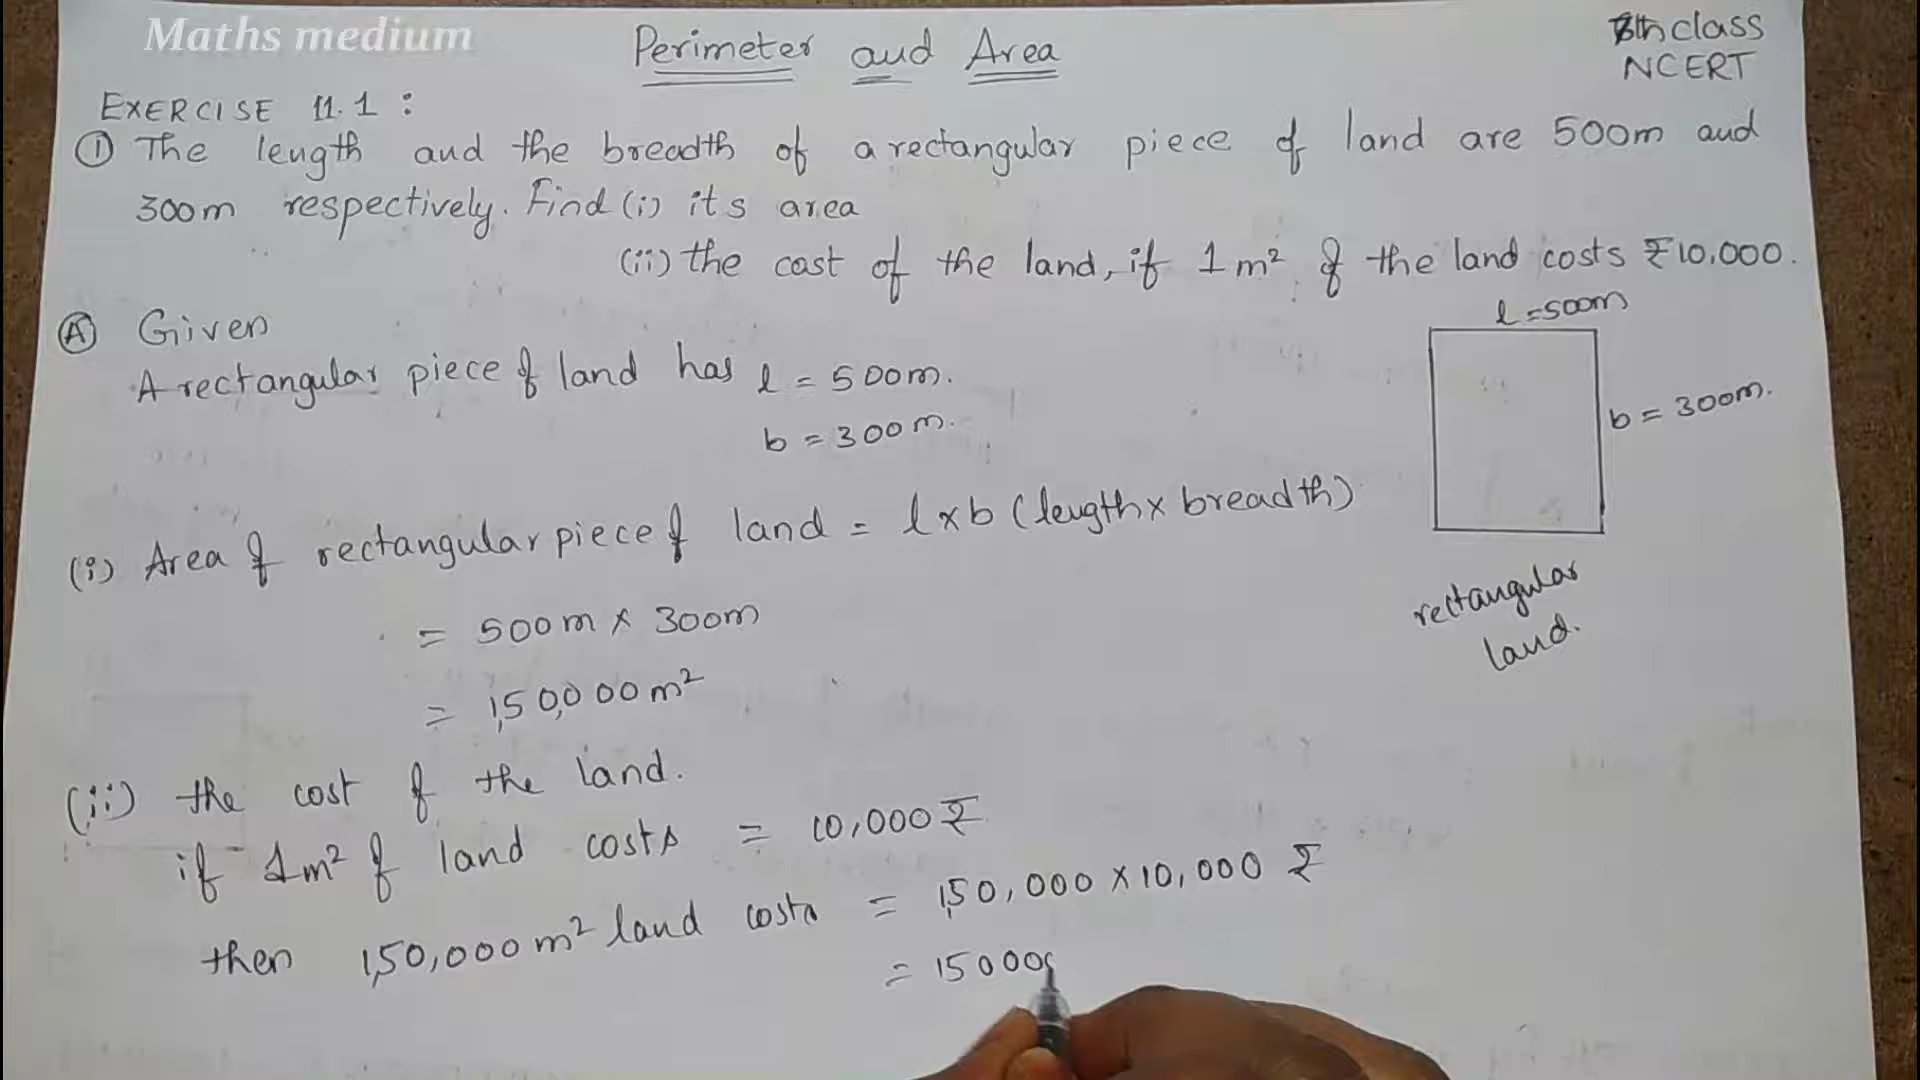 Maths medium
Perimeter and Area
7th class
NCERT
EXERCISE 11.1 :
① The length and the breadth of a rectangular piece of land are 500m and
300m respectively. Find (i) its area
(ii) the cost of the land, if 1 m² of the land costs ₹10,000.
Ⓐ Given
A rectangular piece of land has l = 500m.
b = 300m.
l = 500m
b = 300m.
rectangular
land.
(i) Area of rectangular piece of land = l × b (length × breadth)
= 500m × 300m
= 1,50,000 m²
(ii) the cost of the land.
if 1m² of land costs = 10,000 ₹
then 1,50,000 m² land costs = 1,50,000 × 10,000 ₹
= 15000